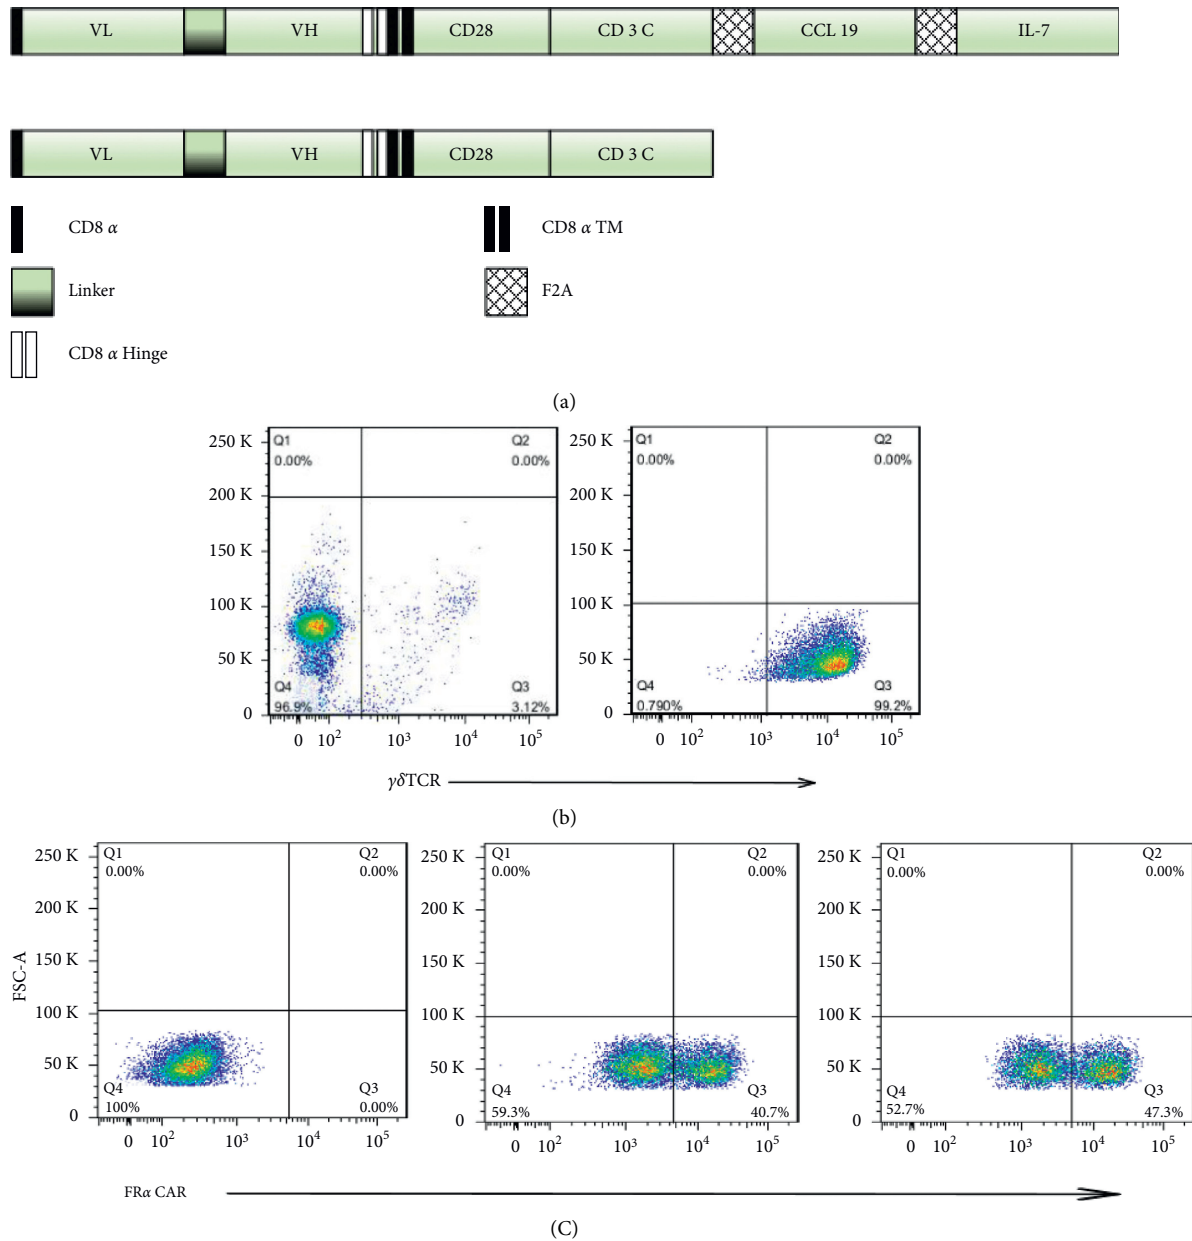 VL VH CD28 CD 3 C CCL 19 IL-7
VL VH CD28 CD 3 C
CD8 α CD8 α TM
Linker F2A
CD8 α Hinge
(a)
250 K
200 K
150 K
100 K
50 K
0
Q1
0.00%
Q2
0.00%
Q4
96.9%
Q3
3.12%
0 10² 10³ 10⁴ 10⁵
250 K
200 K
150 K
100 K
50 K
0
Q1
0.00%
Q2
0.00%
Q4
0.790%
Q3
99.2%
0 10² 10³ 10⁴ 10⁵
γδTCR
(b)
FSC-A
250 K
200 K
150 K
100 K
50 K
0
Q1
0.00%
Q2
0.00%
Q4
100%
Q3
0.00%
0 10² 10³ 10⁴ 10⁵
250 K
200 K
150 K
100 K
50 K
0
Q1
0.00%
Q2
0.00%
Q4
59.3%
Q3
40.7%
0 10² 10³ 10⁴ 10⁵
250 K
200 K
150 K
100 K
50 K
0
Q1
0.00%
Q2
0.00%
Q4
52.7%
Q3
47.3%
0 10² 10³ 10⁴ 10⁵
FRα CAR
(C)